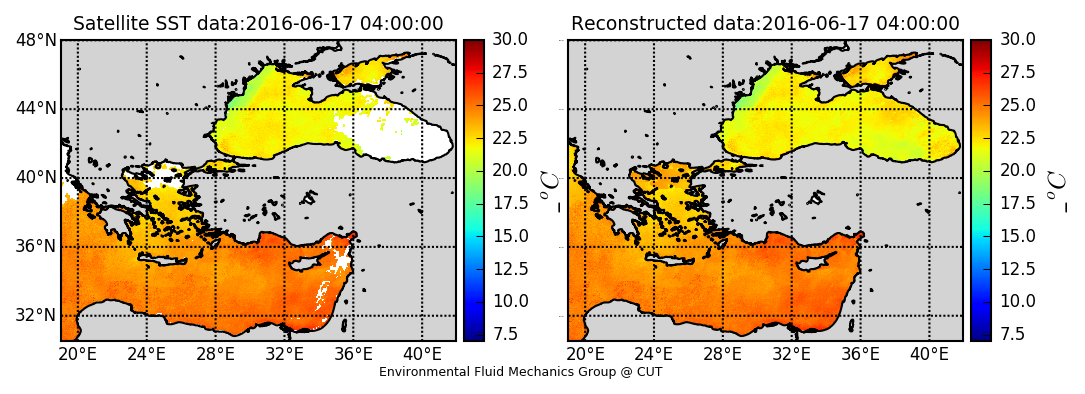 Satellite SST data:2016-06-17 04:00:00
48°N
44°N
40°N
36°N
32°N
20°E 24°E 28°E 32°E 36°E 40°E
30.0
27.5
25.0
22.5
20.0
17.5
15.0
12.5
10.0
7.5
_ °C
Reconstructed data:2016-06-17 04:00:00
20°E 24°E 28°E 32°E 36°E 40°E
30.0
27.5
25.0
22.5
20.0
17.5
15.0
12.5
10.0
7.5
_ °C
Environmental Fluid Mechanics Group @ CUT